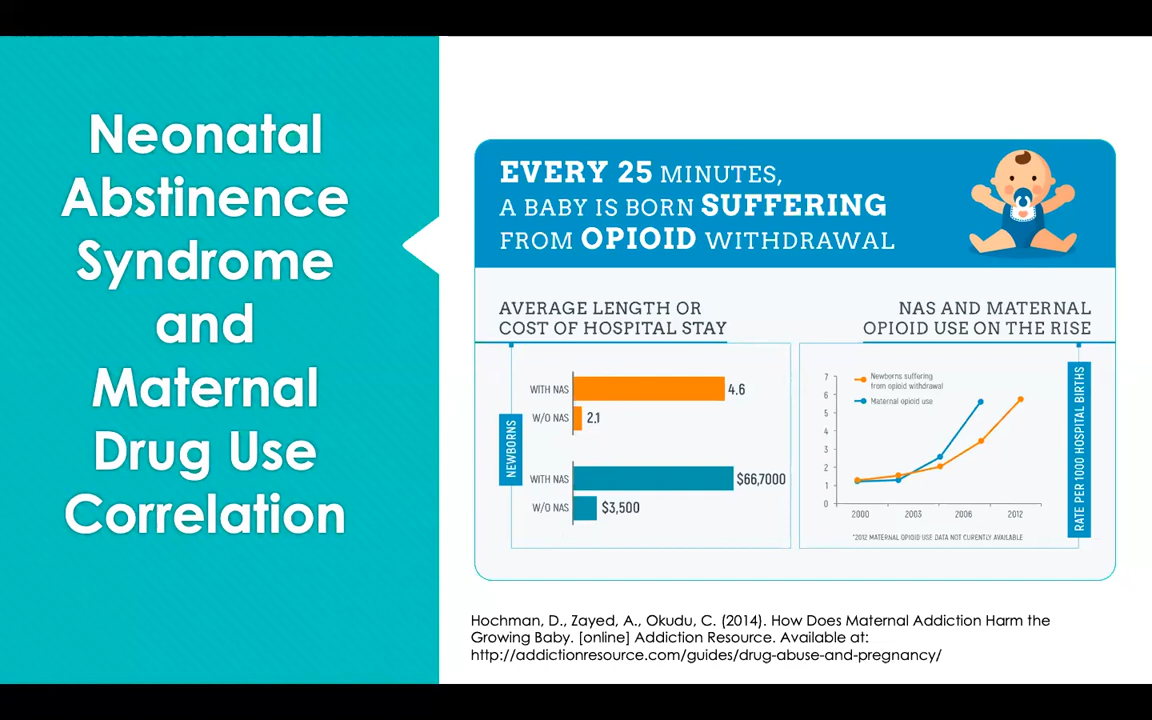 Neonatal
Abstinence
Syndrome
and
Maternal
Drug Use
Correlation
EVERY 25 MINUTES,
A BABY IS BORN SUFFERING
FROM OPIOID WITHDRAWAL
AVERAGE LENGTH OR
COST OF HOSPITAL STAY
NEWBORNS
WITH NAS 4.6
W/O NAS 2.1
WITH NAS $66,7000
W/O NAS $3,500
NAS AND MATERNAL
OPIOID USE ON THE RISE
Newborns suffering
from opioid withdrawal
Maternal opioid use
7
6
5
4
3
2
1
0
2000 2003 2006 2012
*2012 MATERNAL OPIOID USE DATA NOT CURENTLY AVAILABLE
RATE PER 1000 HOSPITAL BIRTHS
Hochman, D., Zayed, A., Okudu, C. (2014). How Does Maternal Addiction Harm the
Growing Baby. [online] Addiction Resource. Available at:
http://addictionresource.com/guides/drug-abuse-and-pregnancy/